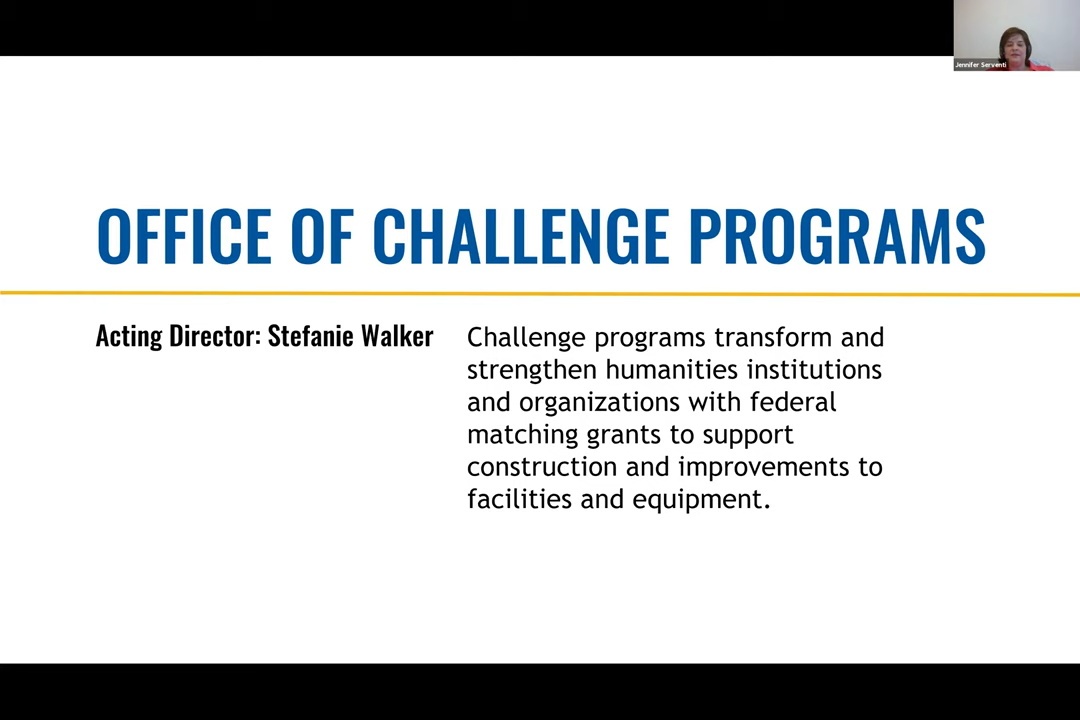 Jennifer Serventi
OFFICE OF CHALLENGE PROGRAMS
Acting Director: Stefanie Walker
Challenge programs transform and
strengthen humanities institutions
and organizations with federal
matching grants to support
construction and improvements to
facilities and equipment.